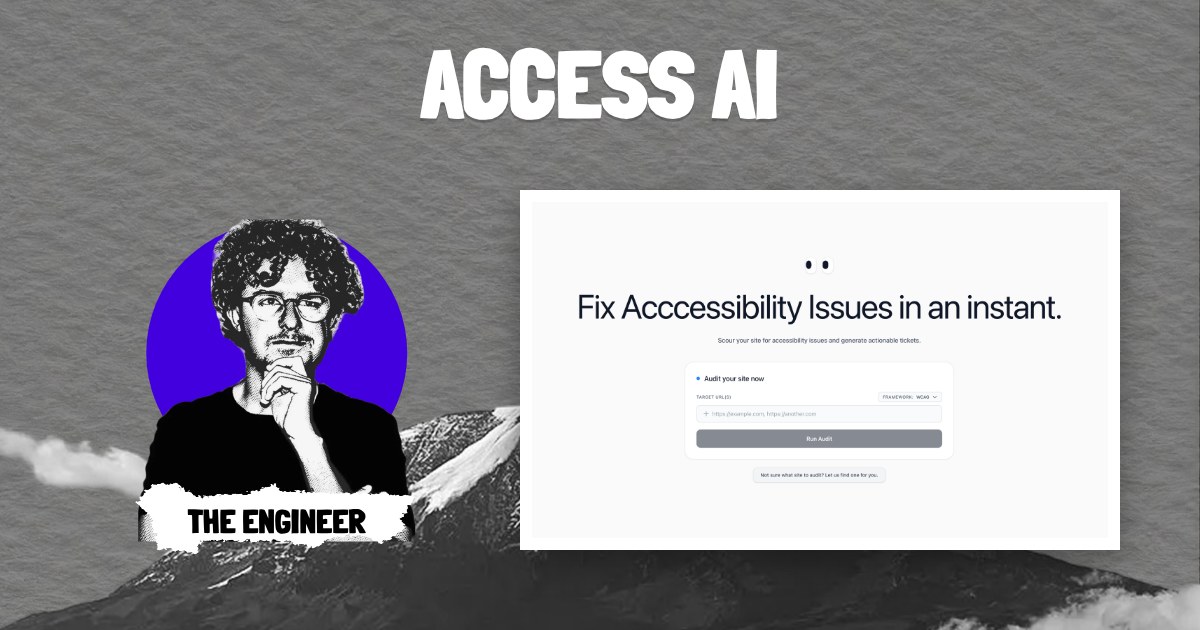 ACCESS AI
Fix Acccessibility Issues in an instant.
Scour your site for accessibility issues and generate actionable tickets.
Audit your site now
TARGET URL(S)
FRAMEWORK: WCAG
https://example.com, https://another.com
Run Audit
Not sure what site to audit? Let us find one for you.
THE ENGINEER